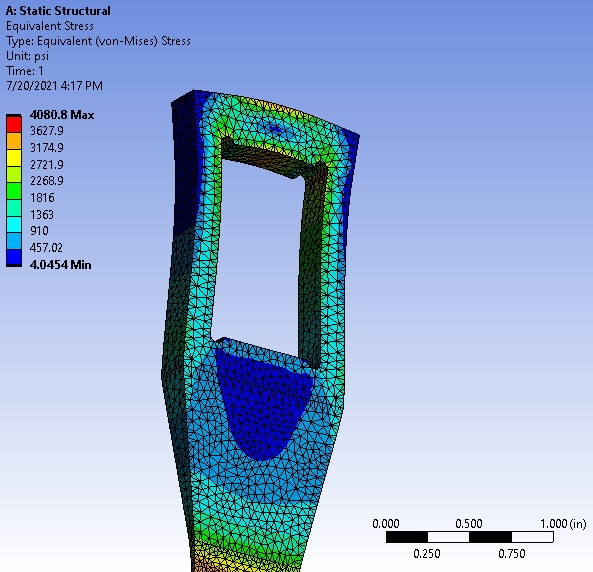 A: Static Structural
Equivalent Stress
Type: Equivalent (von-Mises) Stress
Unit: psi
Time: 1
7/20/2021 4:17 PM
4080.8 Max
3627.9
3174.9
2721.9
2268.9
1816
1363
910
457.02
4.0454 Min
0.000 0.500 1.000 (in)
0.250 0.750